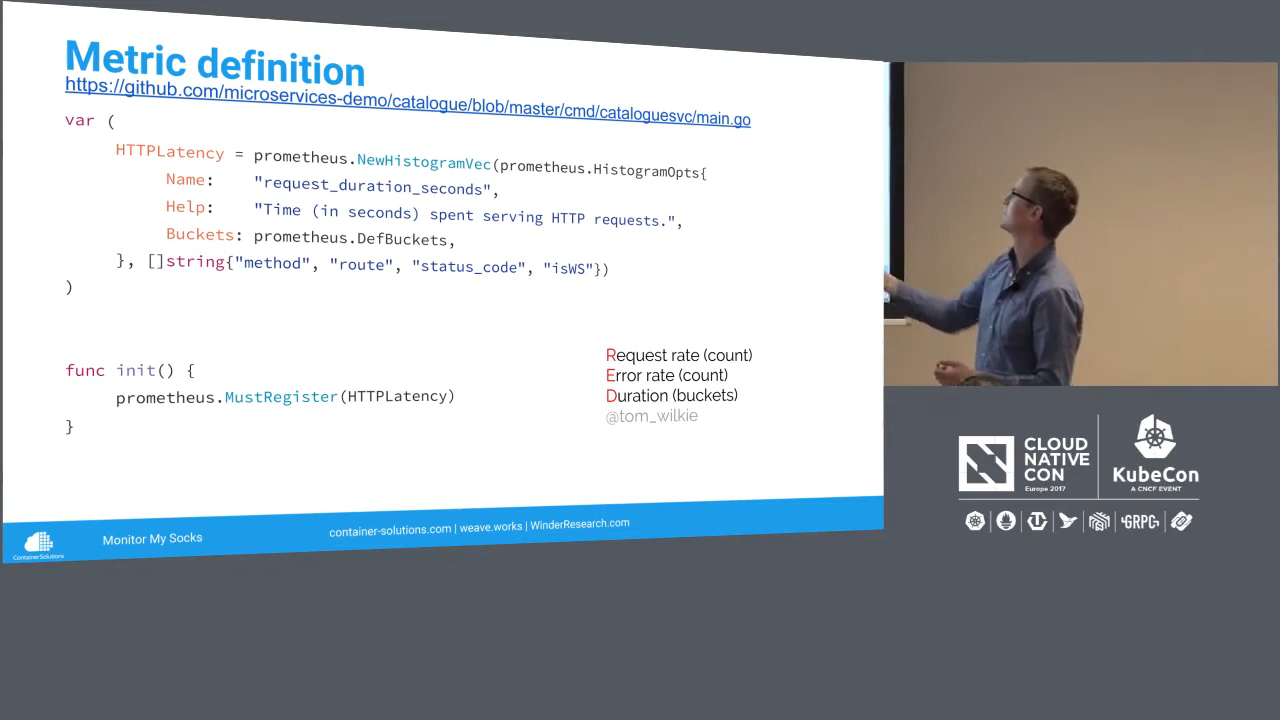 Metric definition
https://github.com/microservices-demo/catalogue/blob/master/cmd/cataloguesvc/main.go
var (
HTTPLatency = prometheus.NewHistogramVec(prometheus.HistogramOpts{
Name: "request_duration_seconds",
Help: "Time (in seconds) spent serving HTTP requests.",
Buckets: prometheus.DefBuckets,
}, []string{"method", "route", "status_code", "isWS"})
)
func init() {
prometheus.MustRegister(HTTPLatency)
}
Request rate (count)
Error rate (count)
Duration (buckets)
@tom_wilkie
ContainerSolutions
Monitor My Socks
container-solutions.com | weave.works | WinderResearch.com
CLOUD
NATIVE
CON
Europe 2017
KubeCon
A CNCF EVENT
GRPC